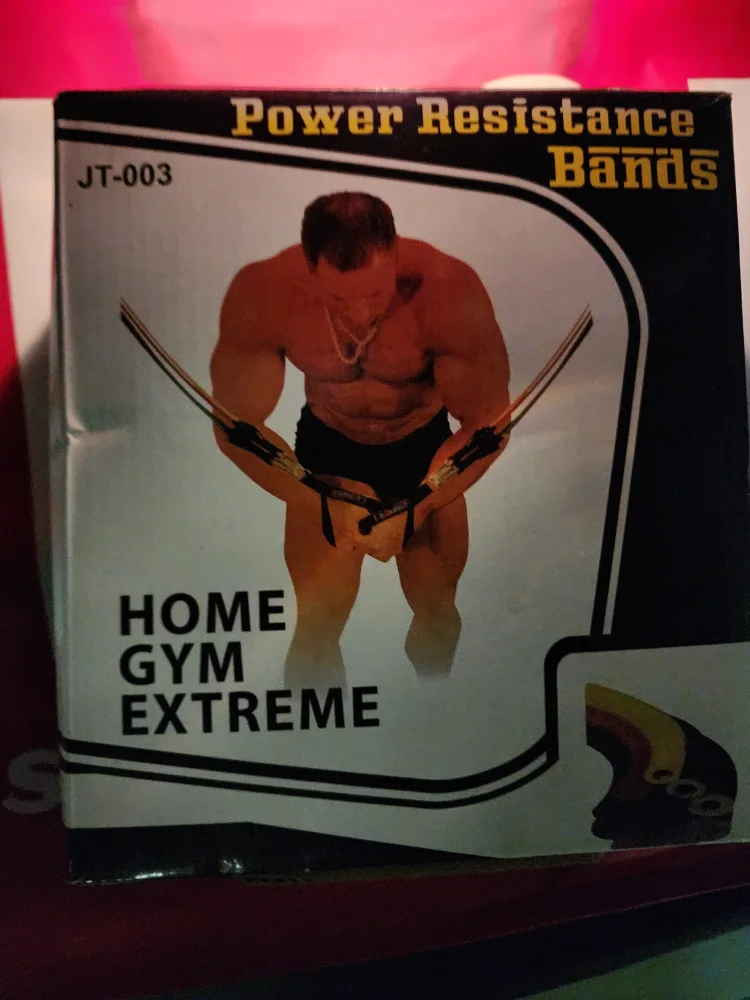 Power Resistance
Bands
JT-003
HOME
GYM
EXTREME